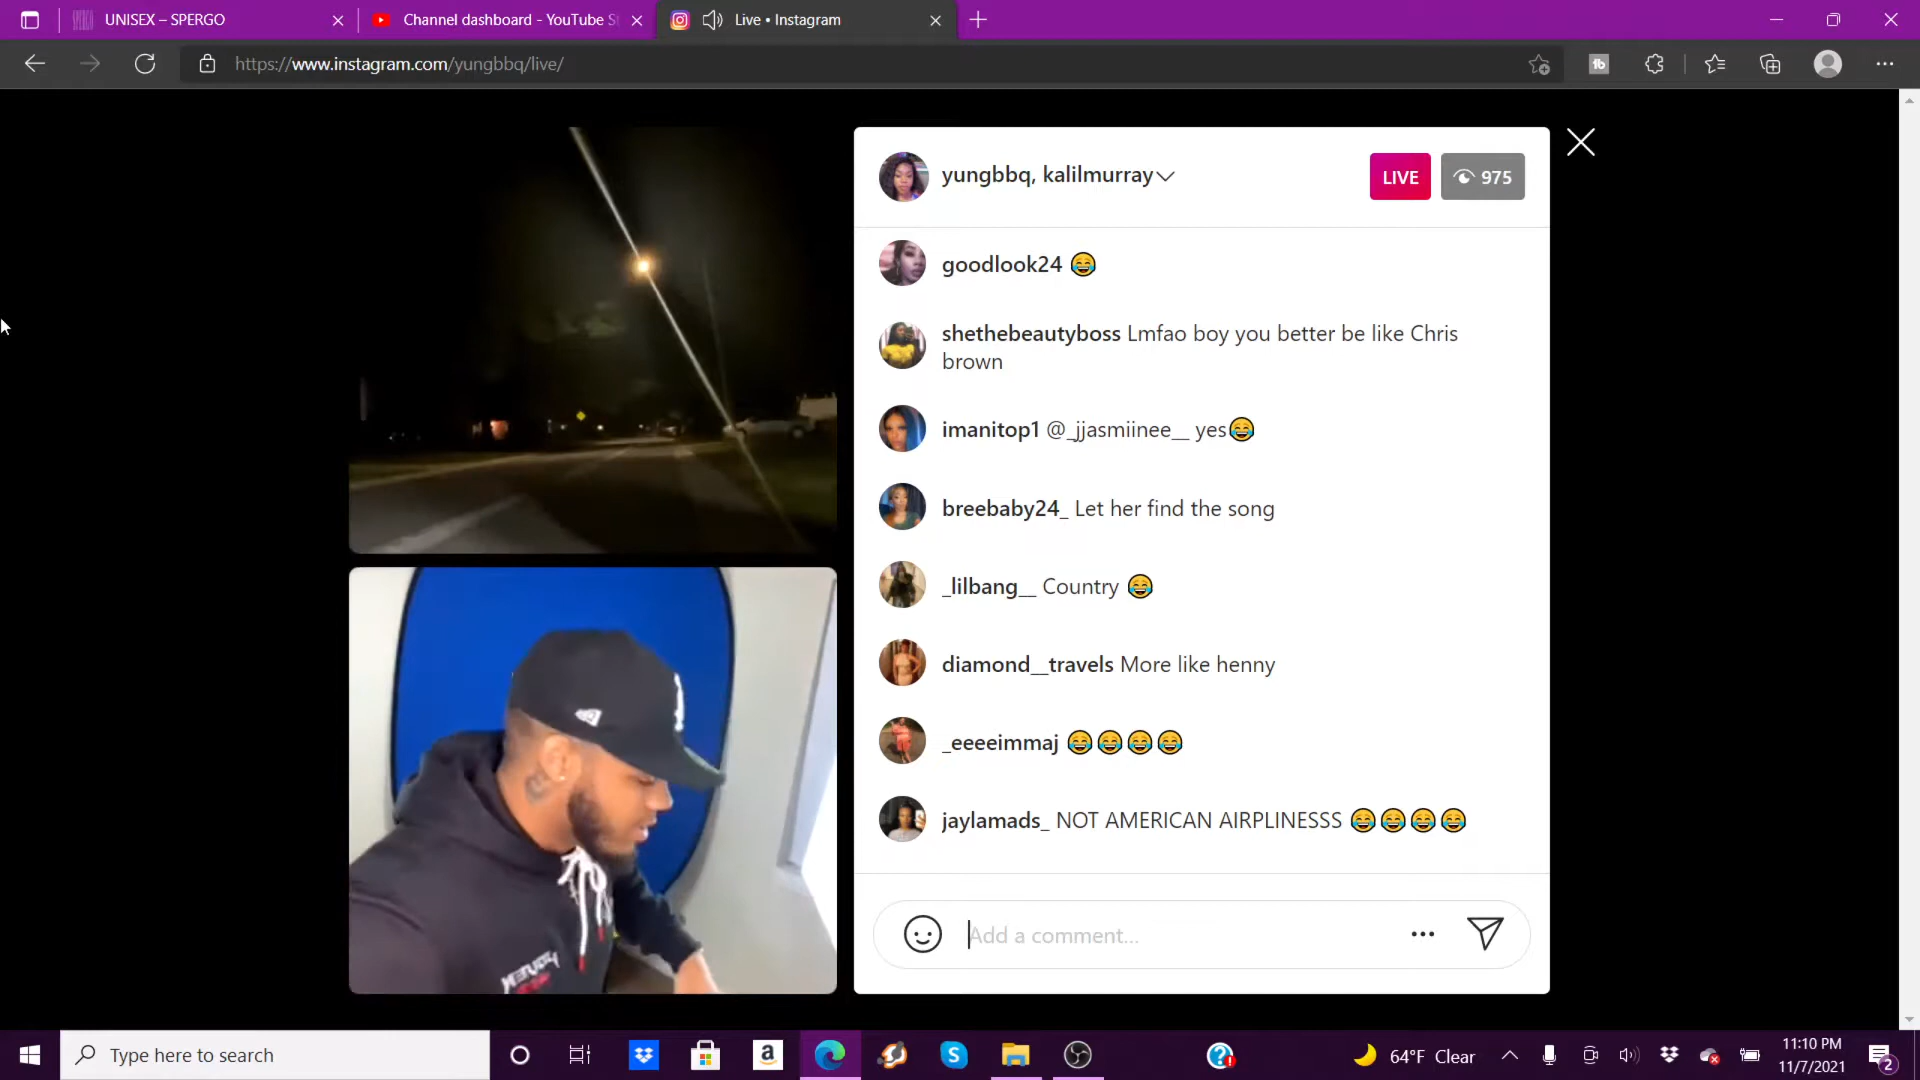 UNISEX – SPERGO
Channel dashboard - YouTube S
Live • Instagram
https://www.instagram.com/yungbbq/live/
yungbbq, kalilmurray
LIVE
975
goodlook24 😂
shethebeautyboss Lmfao boy you better be like Chris
brown
imanitop1 @_jjasmiinee__ yes😂
breebaby24_ Let her find the song
_lilbang__ Country 😂
diamond__travels More like henny
_eeeeimmaj 😂😂😂😂
jaylamads_ NOT AMERICAN AIRPLINESSS 😂😂😂😂
Add a comment...
Type here to search
64°F Clear
11:10 PM
11/7/2021
2